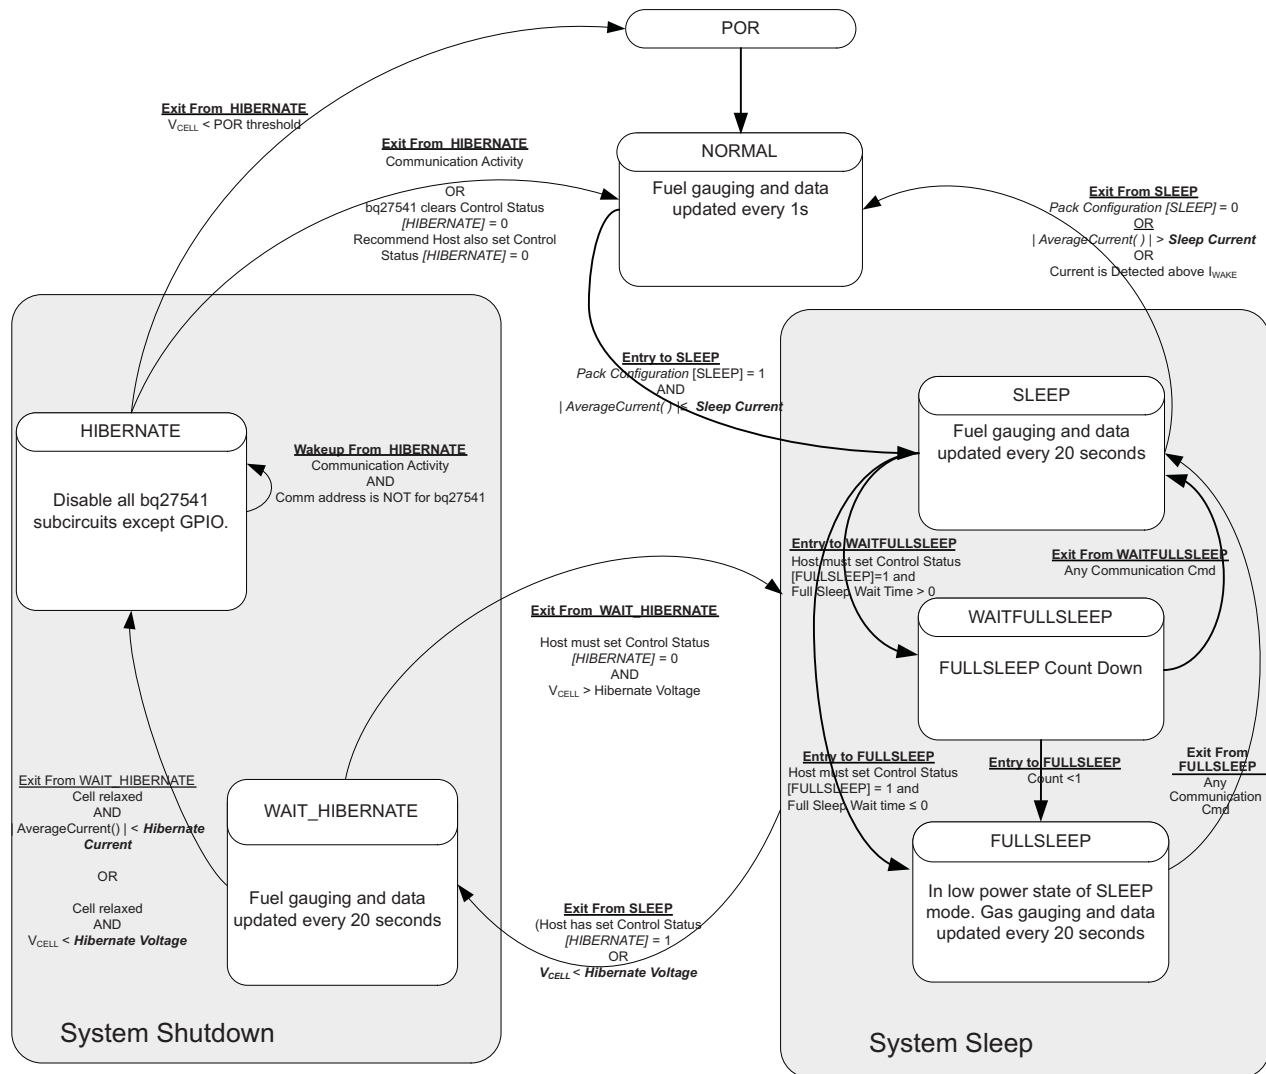 POR
Exit From HIBERNATE
VCELL < POR threshold
Exit From HIBERNATE
Communication Activity
OR
bq27541 clears Control Status
[HIBERNATE] = 0
Recommend Host also set Control
Status [HIBERNATE] = 0
NORMAL
Fuel gauging and data
updated every 1s
Exit From SLEEP
Pack Configuration [SLEEP] = 0
OR
| AverageCurrent( ) | > Sleep Current
OR
Current is Detected above IWAKE
Entry to SLEEP
Pack Configuration [SLEEP] = 1
AND
| AverageCurrent( ) |≤ Sleep Current
HIBERNATE
Disable all bq27541
subcircuits except GPIO.
Wakeup From HIBERNATE
Communication Activity
AND
Comm address is NOT for bq27541
SLEEP
Fuel gauging and data
updated every 20 seconds
Entry to WAITFULLSLEEP
Host must set Control Status
[FULLSLEEP]=1 and
Full Sleep Wait Time > 0
Exit From WAITFULLSLEEP
Any Communication Cmd
WAITFULLSLEEP
FULLSLEEP Count Down
Exit From WAIT_HIBERNATE
Host must set Control Status
[HIBERNATE] = 0
AND
VCELL > Hibernate Voltage
Entry to FULLSLEEP
Host must set Control Status
[FULLSLEEP] = 1 and
Full Sleep Wait time ≤ 0
Entry to FULLSLEEP
Count <1
Exit From
FULLSLEEP
Any
Communication
Cmd
Exit From WAIT_HIBERNATE
Cell relaxed
AND
| AverageCurrent() | < Hibernate
Current
OR
Cell relaxed
AND
VCELL < Hibernate Voltage
WAIT_HIBERNATE
Fuel gauging and data
updated every 20 seconds
Exit From SLEEP
(Host has set Control Status
[HIBERNATE] = 1
OR
VCELL < Hibernate Voltage
FULLSLEEP
In low power state of SLEEP
mode. Gas gauging and data
updated every 20 seconds
System Shutdown
System Sleep